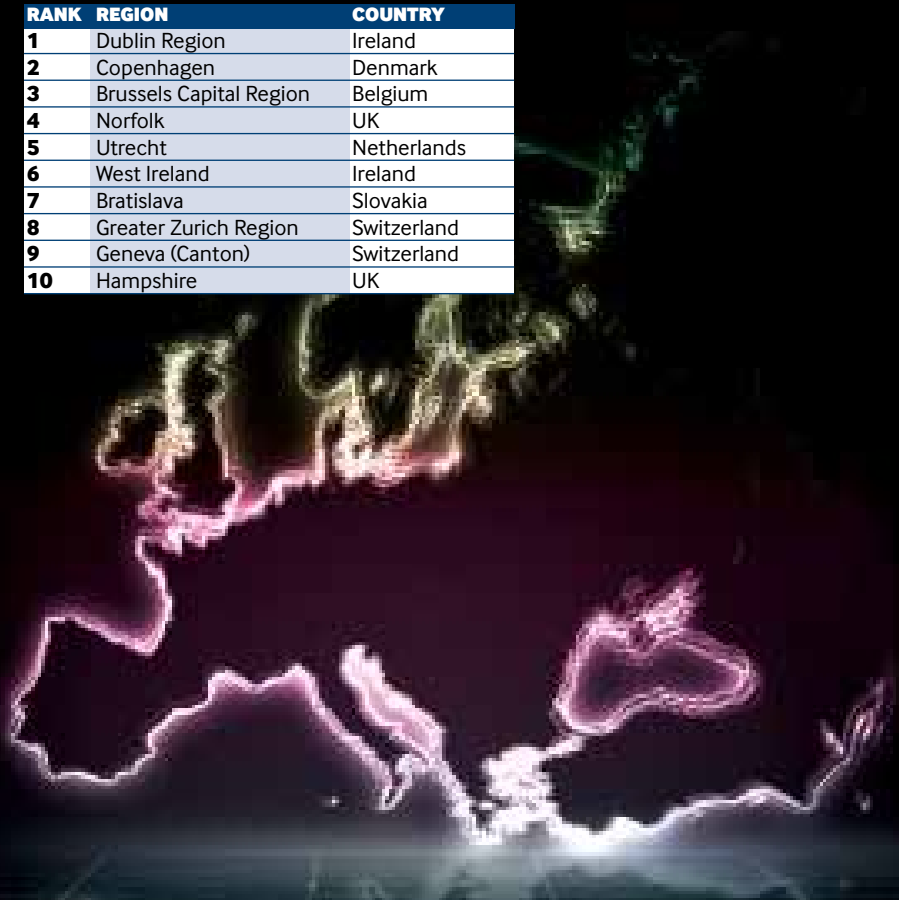 RANK REGION COUNTRY
1 Dublin Region Ireland
2 Copenhagen Denmark
3 Brussels Capital Region Belgium
4 Norfolk UK
5 Utrecht Netherlands
6 West Ireland Ireland
7 Bratislava Slovakia
8 Greater Zurich Region Switzerland
9 Geneva (Canton) Switzerland
10 Hampshire UK